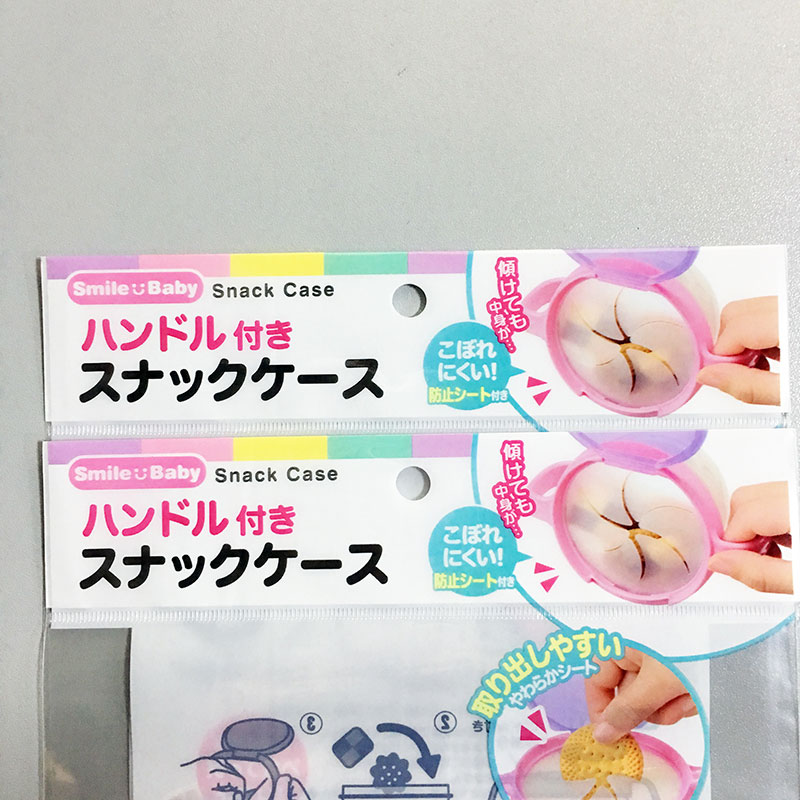 Smile Baby Snack Case
ハンドル付き
スナックケース
傾けても
中身が…
こぼれ
にくい!
防止シート付き
Smile Baby Snack Case
ハンドル付き
スナックケース
傾けても
中身が…
こぼれ
にくい!
防止シート付き
取り出しやすい
やわらかシート
③ ②